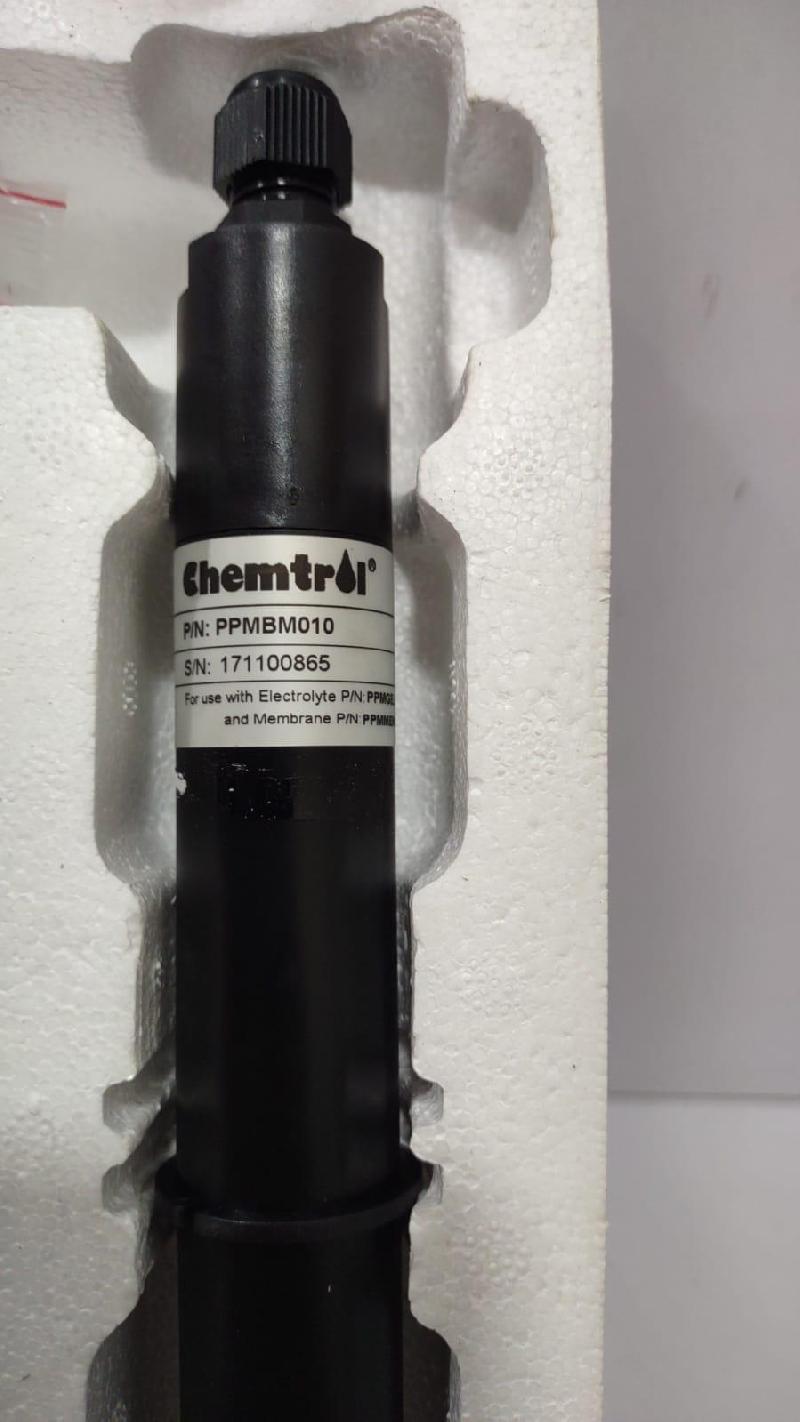 Chemtrol®
P/N: PPMBM010
S/N: 171100865
For use with Electrolyte P/N:
and Membrane P/N: